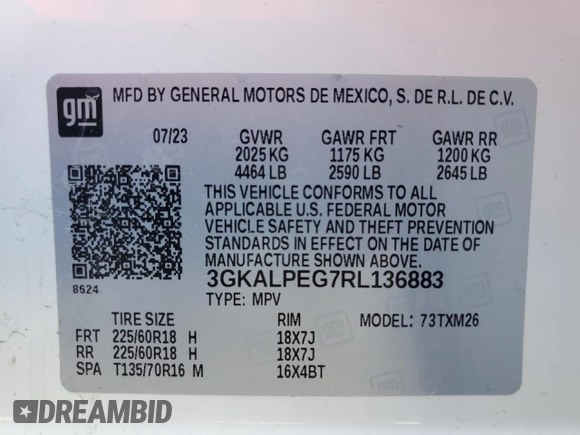 gm
MFD BY GENERAL MOTORS DE MEXICO, S. DE R.L. DE C.V.
07/23 GVWR GAWR FRT GAWR RR
2025 KG 1175 KG 1200 KG
4464 LB 2590 LB 2645 LB
THIS VEHICLE CONFORMS TO ALL
APPLICABLE U.S. FEDERAL MOTOR
VEHICLE SAFETY AND THEFT PREVENTION
STANDARDS IN EFFECT ON THE DATE OF
MANUFACTURE SHOWN ABOVE.
8524 3GKALPEG7RL136883
TYPE: MPV
TIRE SIZE RIM MODEL: 73TXM26
FRT 225/60R18 H 18X7J
RR 225/60R18 H 18X7J
SPA T135/70R16 M 16X4BT
DREAMBID